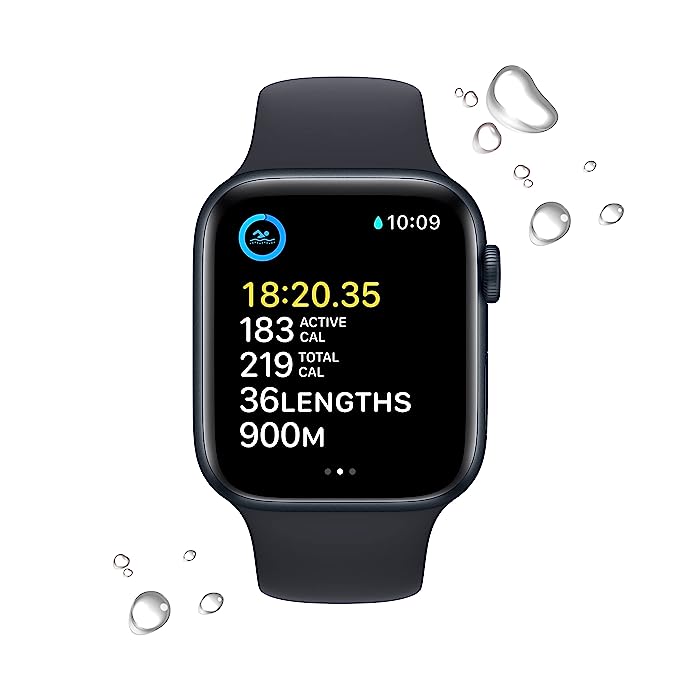 10:09
18:20.35
183 ACTIVE CAL
219 TOTAL CAL
36LENGTHS
900M